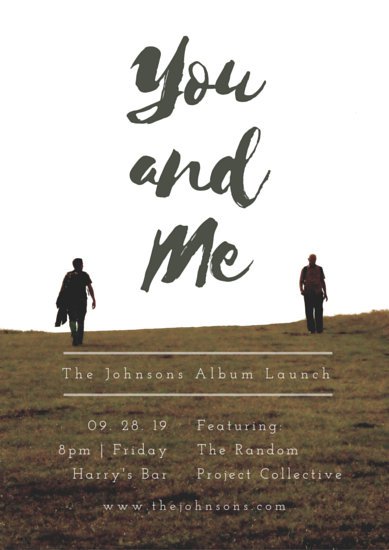 You
and
Me
The Johnsons Album Launch
09. 28. 19
8pm | Friday
Harry's Bar
Featuring:
The Random
Project Collective
www.thejohnsons.com